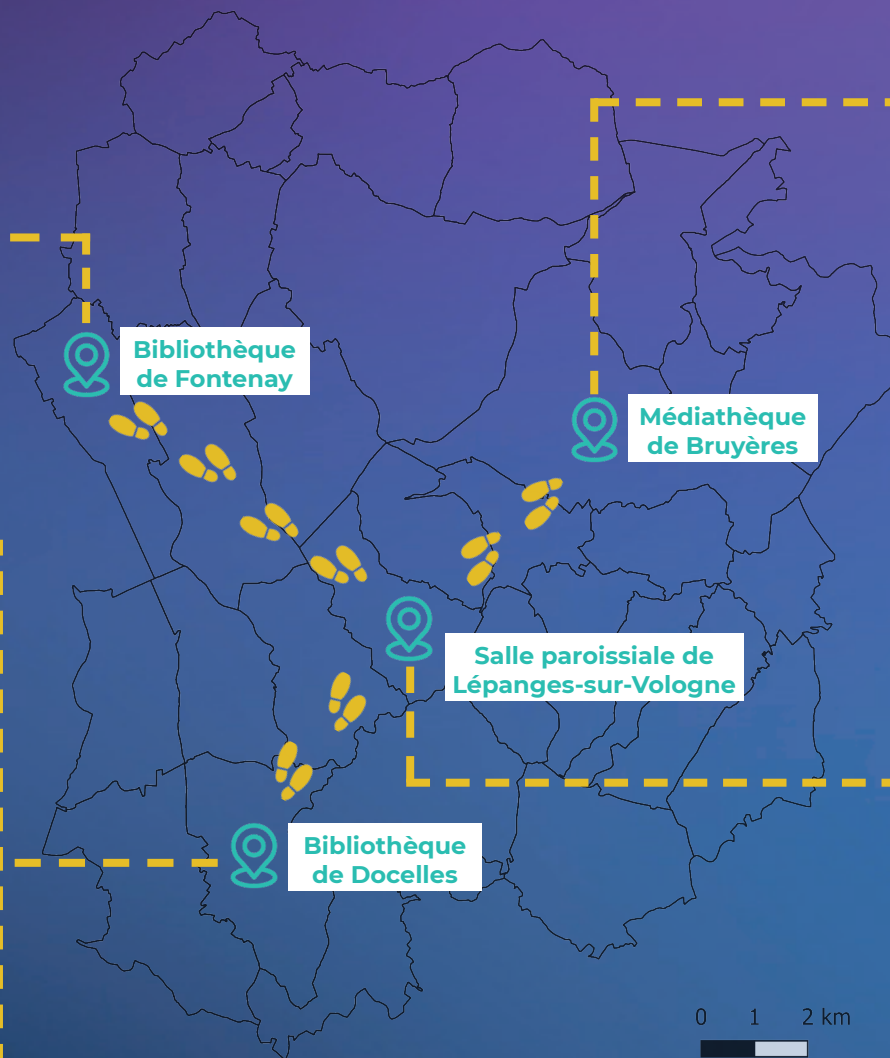 Bibliothèque
de Fontenay
Médiathèque
de Bruyères
Salle paroissiale de
Lépanges-sur-Vologne
Bibliothèque
de Docelles
0 1 2 km